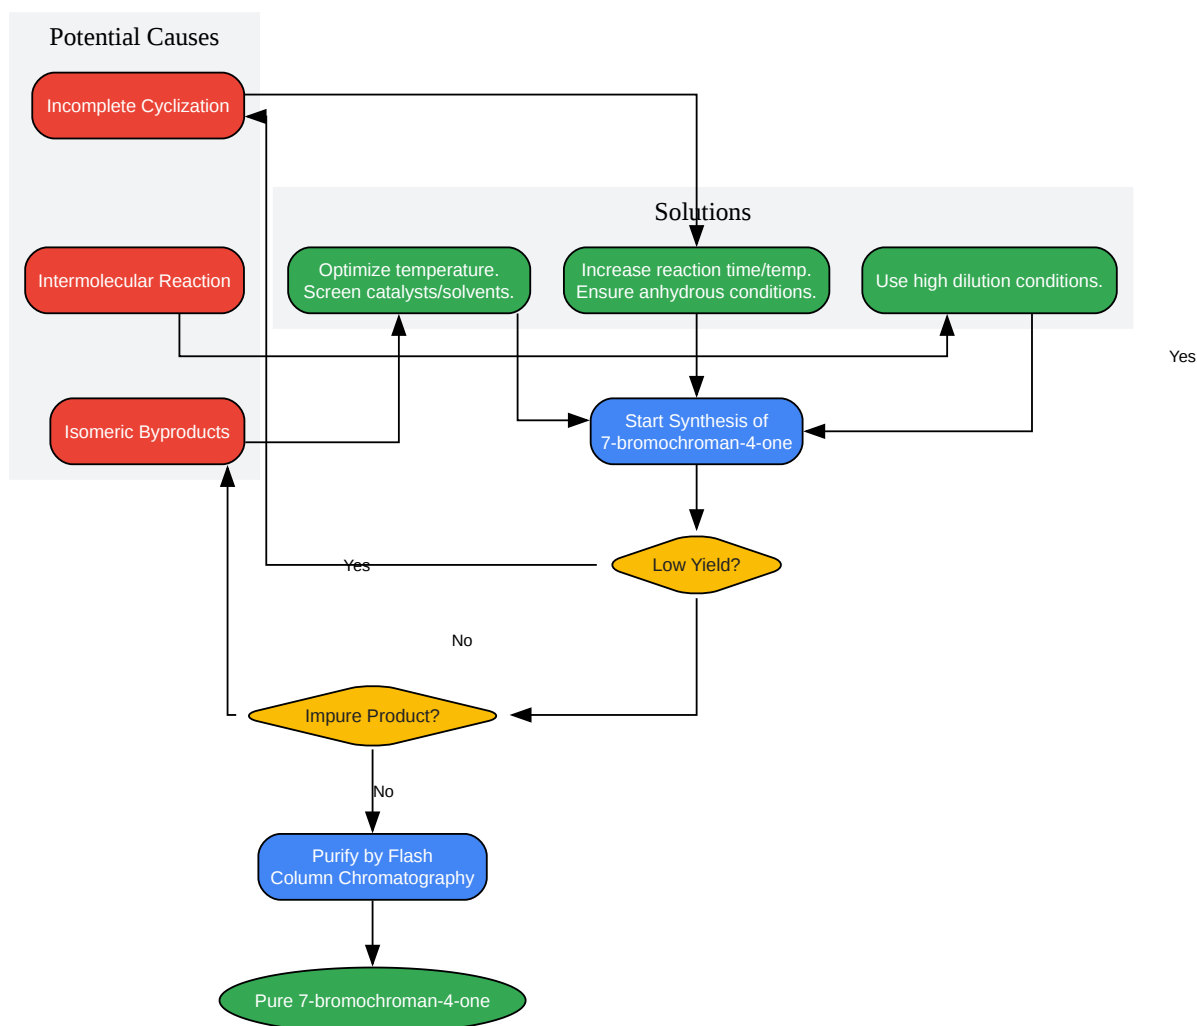 Potential Causes
Incomplete Cyclization
Solutions
Intermolecular Reaction
Optimize temperature.
Screen catalysts/solvents.
Increase reaction time/temp.
Ensure anhydrous conditions.
Use high dilution conditions.
Yes
Isomeric Byproducts
Start Synthesis of
7-bromochroman-4-one
Low Yield?
Yes
No
Impure Product?
No
Purify by Flash
Column Chromatography
Pure 7-bromochroman-4-one